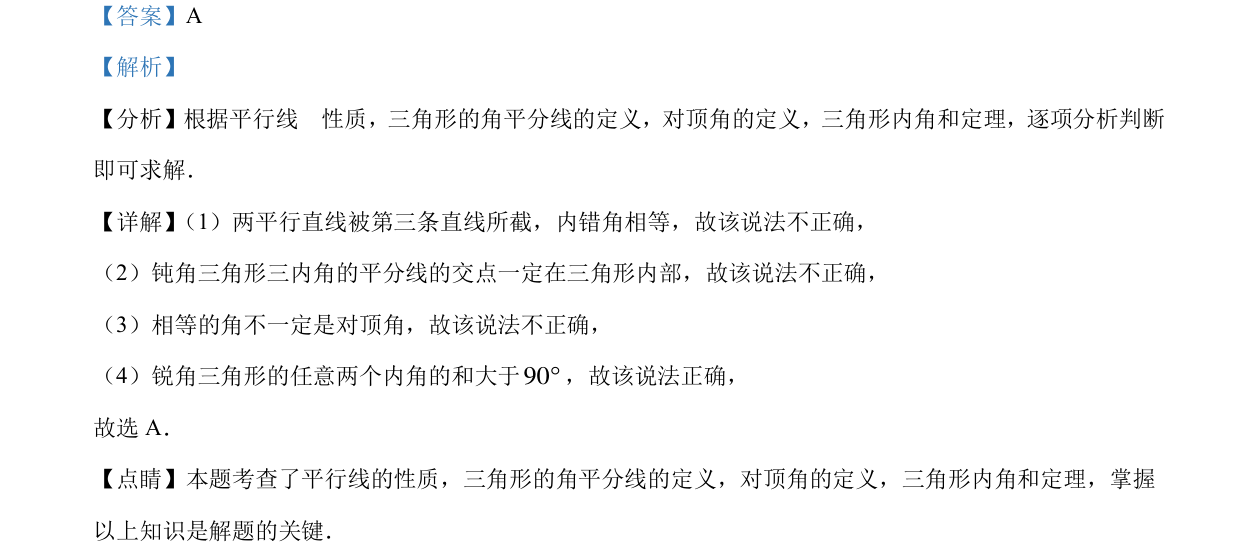 【答案】A
【解析】
【分析】根据平行线 性质，三角形的角平分线的定义，对顶角的定义，三角形内角和定理，逐项分析判断
即可求解．
【详解】（1）两平行直线被第三条直线所截，内错角相等，故该说法不正确，
（2）钝角三角形三内角的平分线的交点一定在三角形内部，故该说法不正确，
（3）相等的角不一定是对顶角，故该说法不正确，
（4）锐角三角形的任意两个内角的和大于90°，故该说法正确，
故选 A．
【点睛】本题考查了平行线的性质，三角形的角平分线的定义，对顶角的定义，三角形内角和定理，掌握
以上知识是解题的关键．